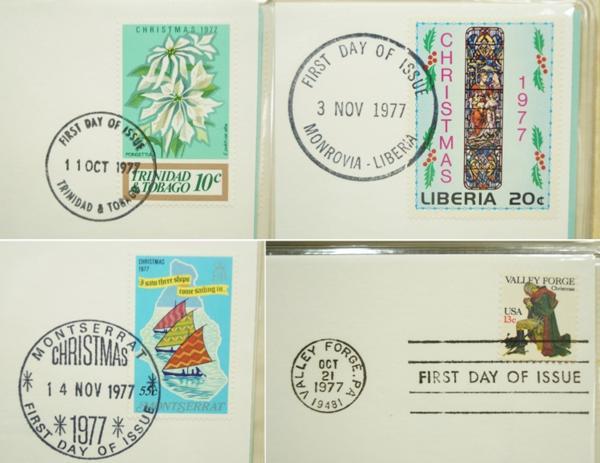 CHRISTMAS 1977
POINSETTIA
TRINIDAD
& TOBAGO 10c
FIRST DAY OF ISSUE
11 OCT 1977
TRINIDAD & TOBAGO
FIRST DAY OF ISSUE
3 NOV 1977
MONROVIA - LIBERIA
CHRISTMAS
1977
LIBERIA 20c
CHRISTMAS
1977
I saw three ships
come sailing in..
55c
MONTSERRAT
MONTSERRAT
CHRISTMAS
14 NOV 1977
1977
FIRST DAY OF ISSUE
VALLEY FORGE
Christmas
USA
13c
VALLEY FORGE, PA
OCT
21
1977
19481
FIRST DAY OF ISSUE